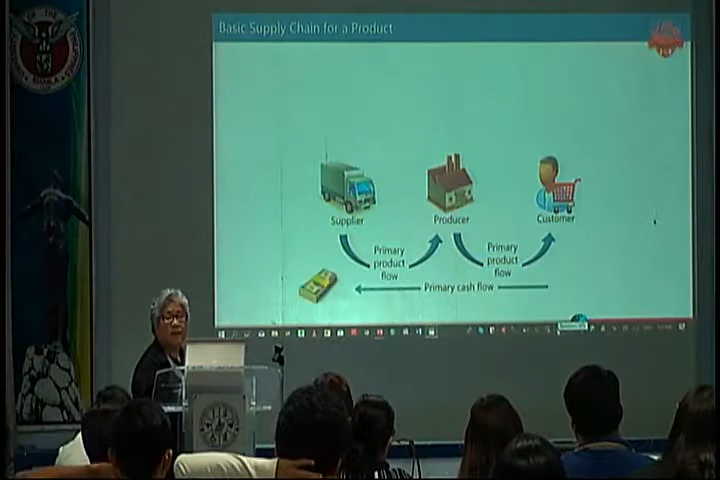 Basic Supply Chain for a Product
Supplier
Producer
Customer
Primary
product
flow
Primary
product
flow
Primary cash flow